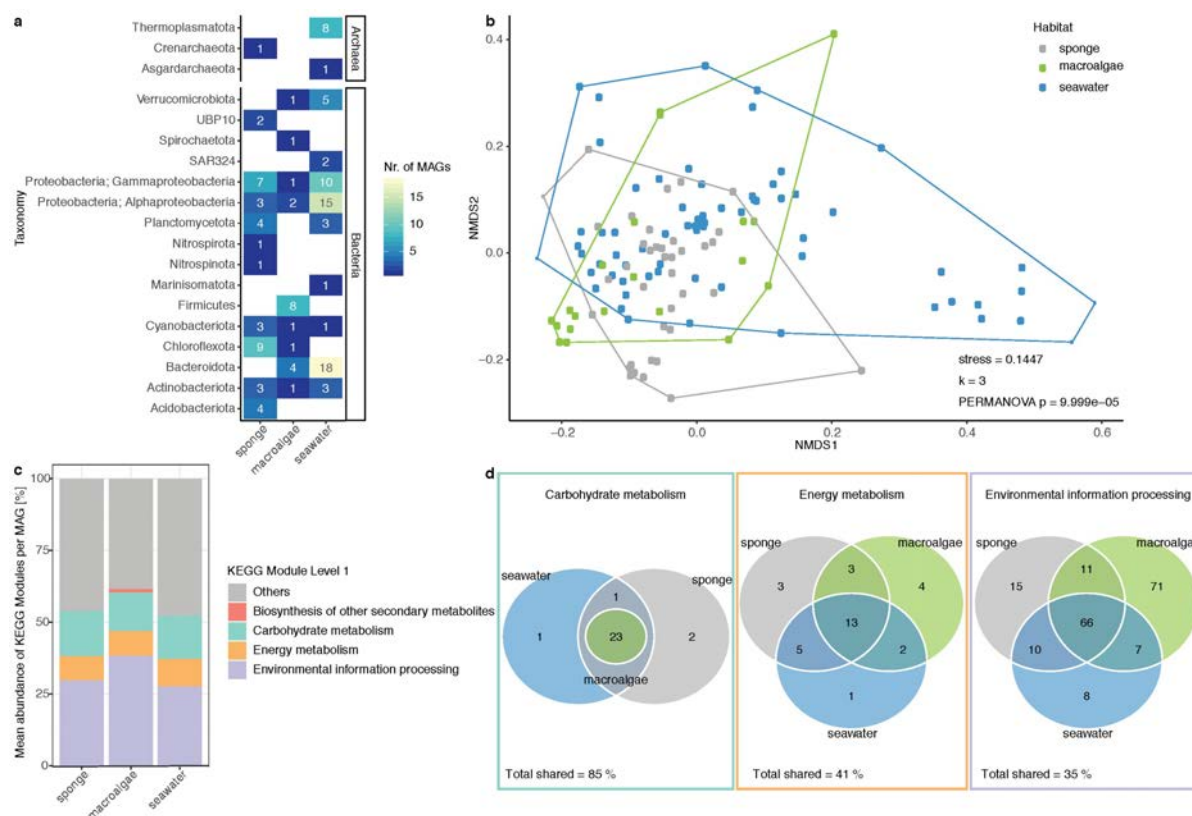 a
Thermoplasmatota 8
Crenarchaeota 1
Asgardarchaeota 1
Archaea
Verrucomicrobiota 1 5
UBP10 2
Spirochaetota 1
SAR324 2
Proteobacteria; Gammaproteobacteria 7 1 10
Proteobacteria; Alphaproteobacteria 3 2 15
Planctomycetota 4 3
Nitrospirota 1
Nitrospinota 1
Marinisomatota 1
Firmicutes 8
Cyanobacteriota 3 1 1
Chloroflexota 9 1
Bacteroidota 4 18
Actinobacteriota 3 1 3
Acidobacteriota 4
Bacteria
Taxonomy
sponge macroalgae seawater
Nr. of MAGs
15
10
5
b
Habitat
sponge
macroalgae
seawater
NMDS2
0.4
0.2
0.0
−0.2
stress = 0.1447
k = 3
PERMANOVA p = 9.999e−05
−0.2 0.0 0.2 0.4 0.6
NMDS1
c
Mean abundance of KEGG Modules per MAG [%]
100
75
50
25
0
sponge macroalgae seawater
KEGG Module Level 1
Others
Biosynthesis of other secondary metabolites
Carbohydrate metabolism
Energy metabolism
Environmental information processing
d
Carbohydrate metabolism
seawater
sponge
1
1 23 2
macroalgae
Total shared = 85 %
Energy metabolism
sponge
macroalgae
3
3 4
13
5 2
1
seawater
Total shared = 41 %
Environmental information processing
sponge
macroalga
11
15 71
66
10 7
8
seawater
Total shared = 35 %